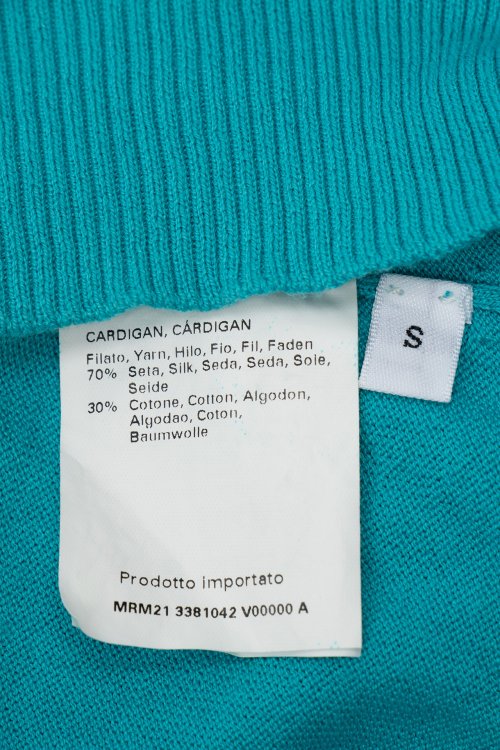 CARDIGAN, CÁRDIGAN
Filato, Yarn, Hilo, Fio, Fil, Faden
70% Seta, Silk, Seda, Seda, Soie,
Seide
30% Cotone, Cotton, Algodon,
Algodao, Coton,
Baumwolle
Prodotto importato
MRM21 3381042 V00000 A
S